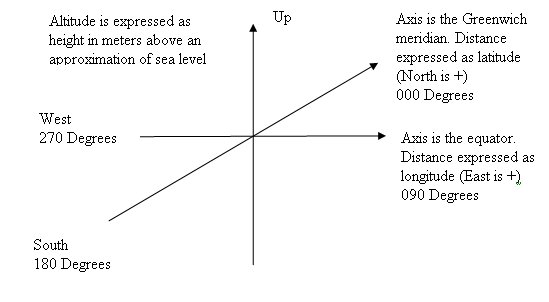 Altitude is expressed as
height in meters above an
approximation of sea level
Up
Axis is the Greenwich
meridian. Distance
expressed as latitude
(North is +)
000 Degrees
West
270 Degrees
Axis is the equator.
Distance expressed as
longitude (East is +)
090 Degrees
South
180 Degrees